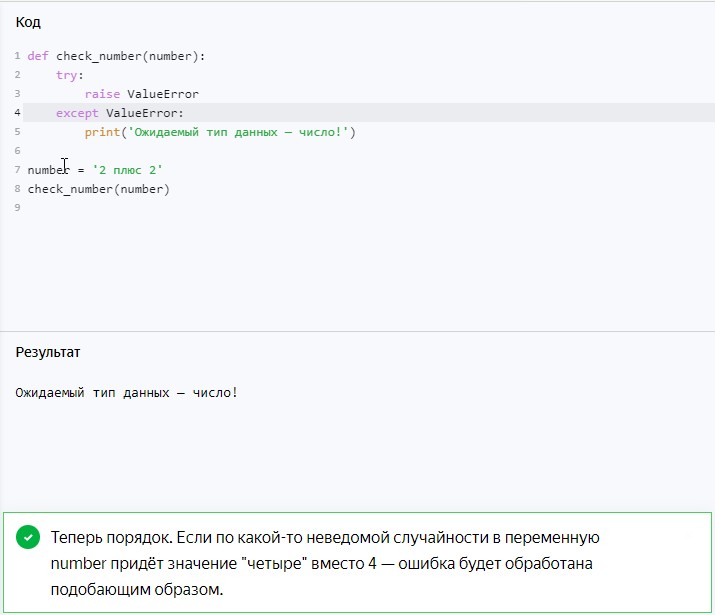 Код
1 def check_number(number):
2     try:
3         raise ValueError
4     except ValueError:
5         print('Ожидаемый тип данных — число!')
6
7 number = '2 плюс 2'
8 check_number(number)
9
Результат
Ожидаемый тип данных — число!
Теперь порядок. Если по какой-то неведомой случайности в переменную
number придёт значение "четыре" вместо 4 — ошибка будет обработана
подобающим образом.